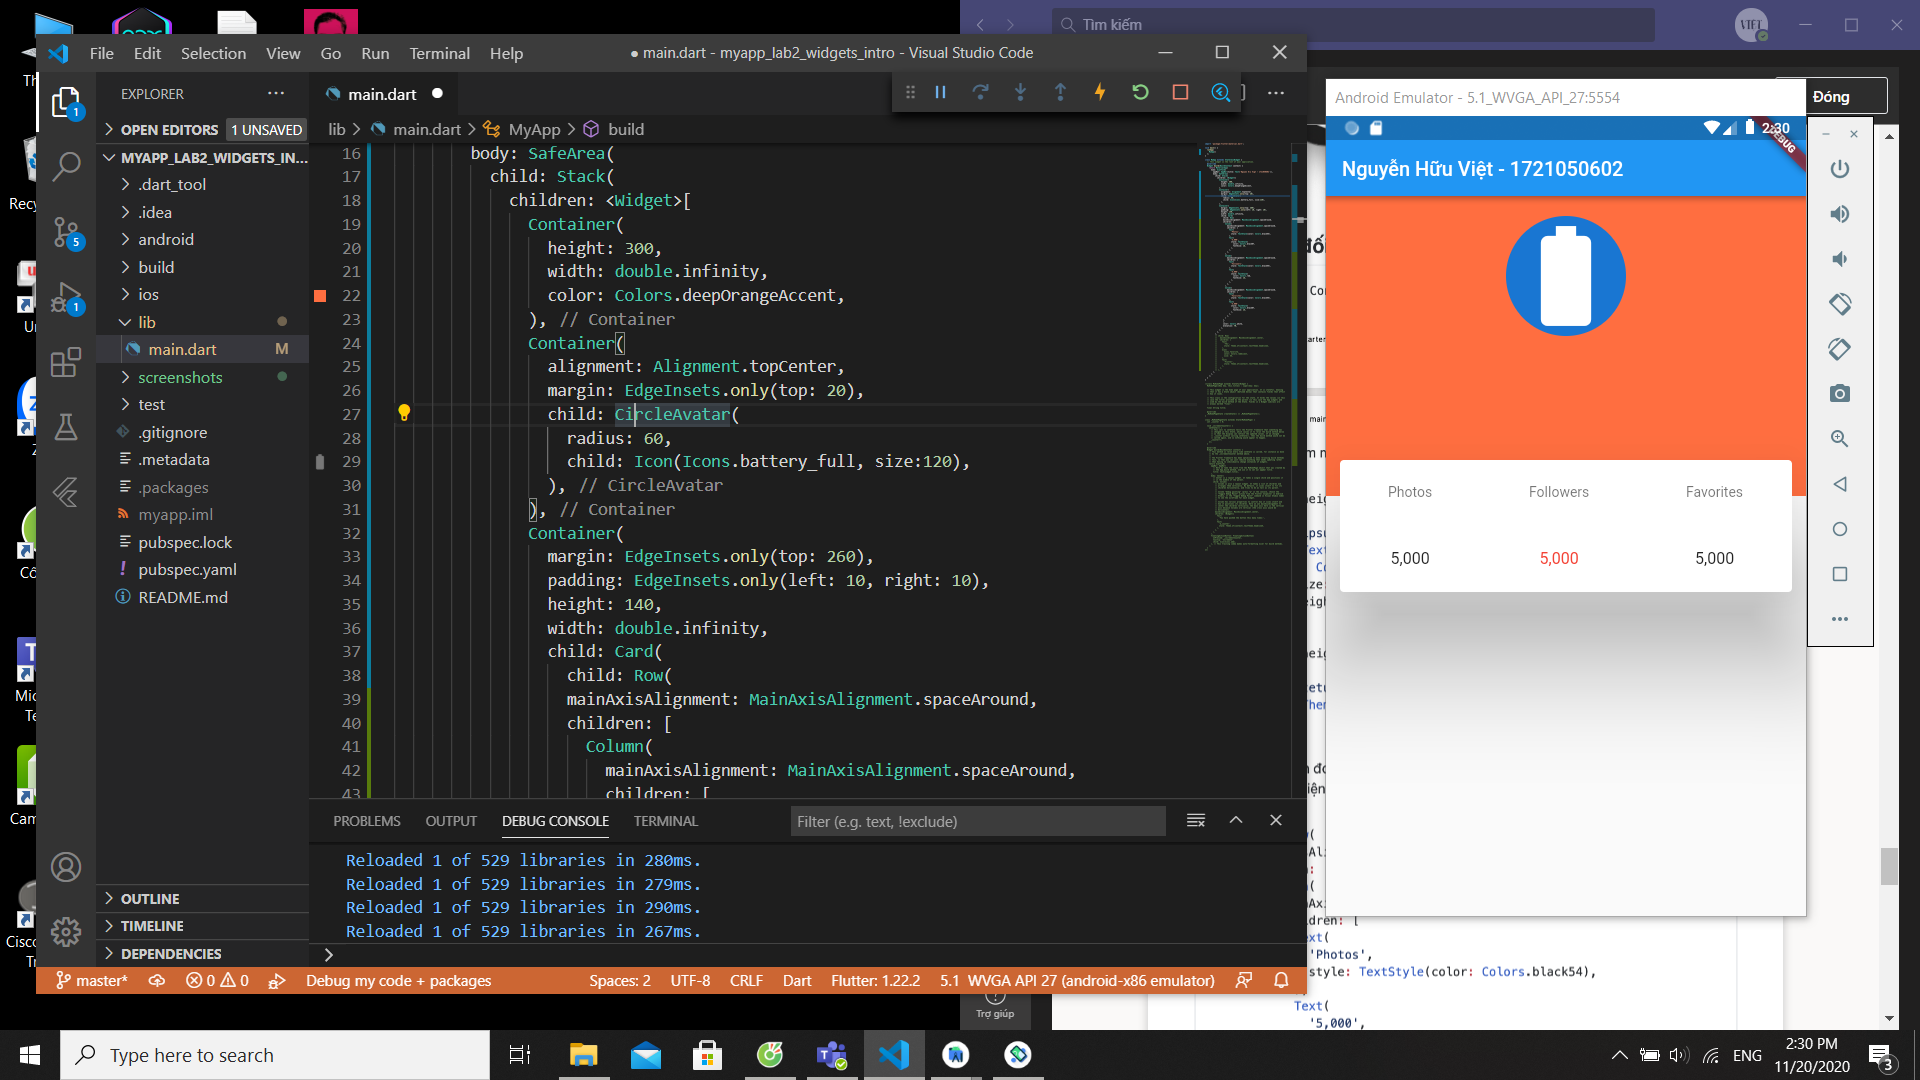 File Edit Selection View Go Run Terminal Help
● main.dart - myapp_lab2_widgets_intro - Visual Studio Code
Tìm kiếm
VIET
EXPLORER
OPEN EDITORS 1 UNSAVED
MYAPP_LAB2_WIDGETS_IN...
.dart_tool
.idea
android
build
ios
lib
main.dart M
screenshots
test
.gitignore
.metadata
.packages
myapp.iml
pubspec.lock
pubspec.yaml
README.md
OUTLINE
TIMELINE
DEPENDENCIES
1
5
1
main.dart
lib > main.dart > MyApp > build
16 body: SafeArea(
17 child: Stack(
18 children: <Widget>[
19 Container(
20 height: 300,
21 width: double.infinity,
22 color: Colors.deepOrangeAccent,
23 ), // Container
24 Container(
25 alignment: Alignment.topCenter,
26 margin: EdgeInsets.only(top: 20),
27 child: CircleAvatar(
28 radius: 60,
29 child: Icon(Icons.battery_full, size:120),
30 ), // CircleAvatar
31 ), // Container
32 Container(
33 margin: EdgeInsets.only(top: 260),
34 padding: EdgeInsets.only(left: 10, right: 10),
35 height: 140,
36 width: double.infinity,
37 child: Card(
38 child: Row(
39 mainAxisAlignment: MainAxisAlignment.spaceAround,
40 children: [
41 Column(
42 mainAxisAlignment: MainAxisAlignment.spaceAround,
43 children: [
PROBLEMS OUTPUT DEBUG CONSOLE TERMINAL
Filter (e.g. text, !exclude)
Reloaded 1 of 529 libraries in 280ms.
Reloaded 1 of 529 libraries in 279ms.
Reloaded 1 of 529 libraries in 290ms.
Reloaded 1 of 529 libraries in 267ms.
master* 0 0 Debug my code + packages Spaces: 2 UTF-8 CRLF Dart Flutter: 1.22.2 5.1 WVGA API 27 (android-x86 emulator)
Android Emulator - 5.1_WVGA_API_27:5554
Đóng
2:30
DEBUG
Nguyễn Hữu Việt - 1721050602
Photos Followers Favorites
5,000 5,000 5,000
Text(
'Photos',
style: TextStyle(color: Colors.black54),
Text(
'5,000',
Trợ giúp
Type here to search
ENG
2:30 PM
11/20/2020
3